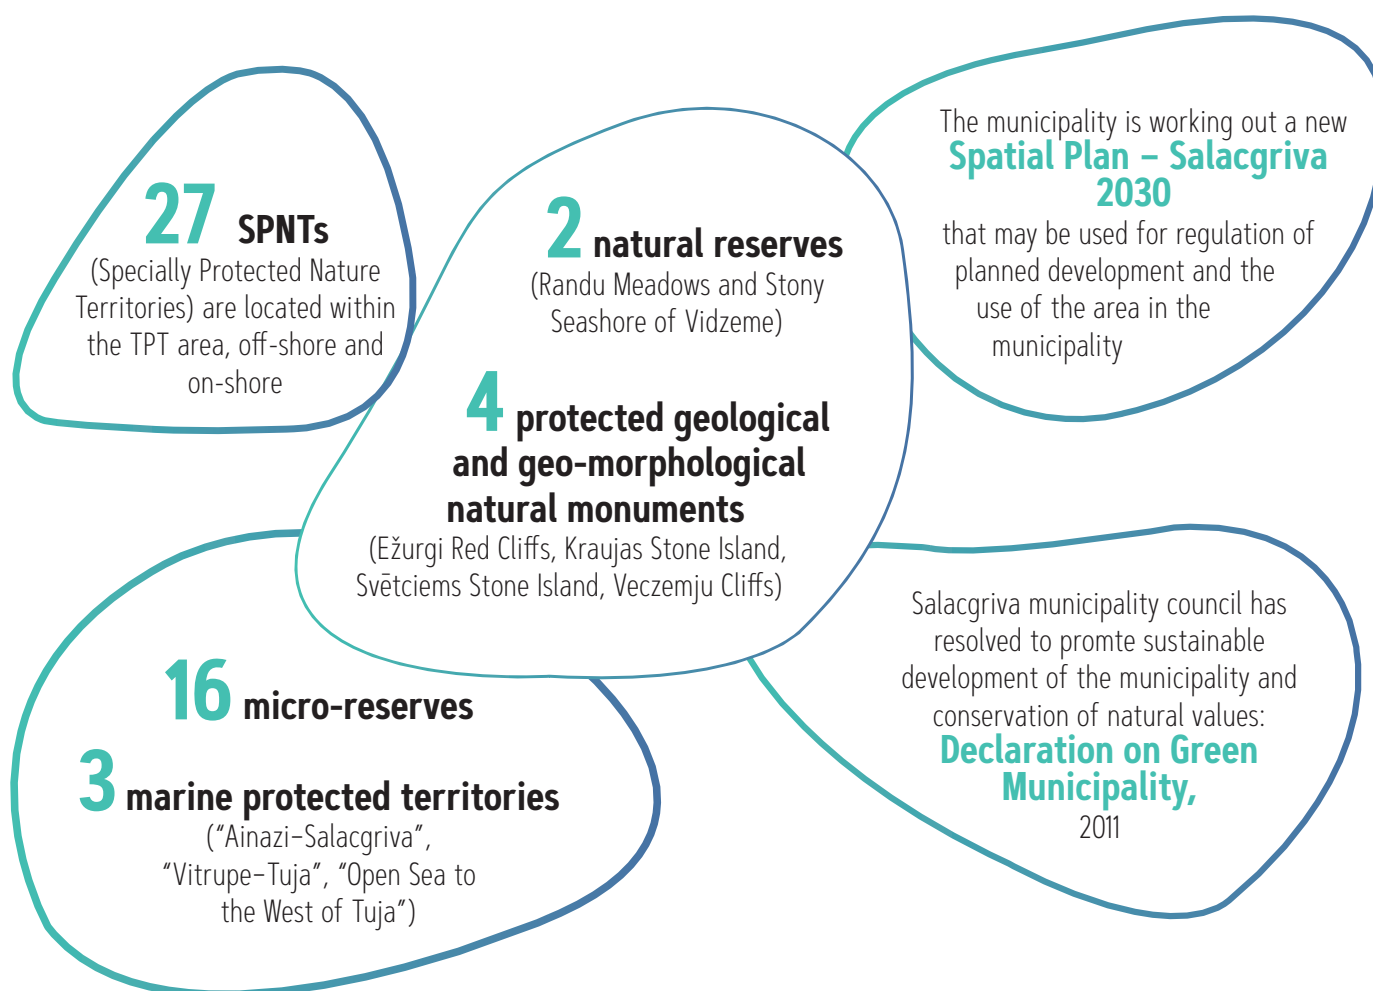 27 SPNTs
(Specially Protected Nature
Territories) are located within
the TPT area, off-shore and
on-shore
2 natural reserves
(Randu Meadows and Stony
Seashore of Vidzeme)
4 protected geological
and geo-morphological
natural monuments
(Ežurgi Red Cliffs, Kraujas Stone Island,
Svētciems Stone Island, Veczemju Cliffs)
The municipality is working out a new
Spatial Plan – Salacgriva
2030
that may be used for regulation of
planned development and the
use of the area in the
municipality
16 micro-reserves
3 marine protected territories
(“Ainazi–Salacgriva”,
“Vitrupe–Tuja”, “Open Sea to
the West of Tuja”)
Salacgriva municipality council has
resolved to promte sustainable
development of the municipality and
conservation of natural values:
Declaration on Green
Municipality,
2011